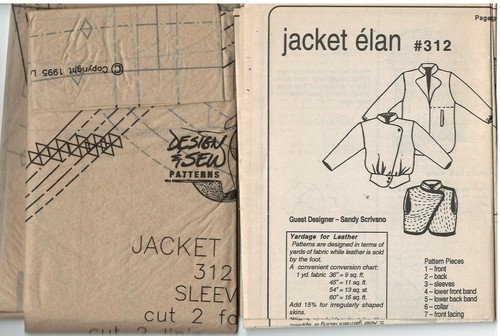 © Copyright 1995 L
DESIGN
& SEW
PATTERNS
JACKET
312
SLEEV
cut 2 fo
Page
jacket élan #312
Guest Designer – Sandy Scrivano
Yardage for Leather
Patterns are designed in terms of
yards of fabric while leather is sold
by the foot.
A convenient conversion chart:
1 yd. fabric 36" = 9 sq. ft.
45" = 11 sq. ft.
54" = 13 sq. st
60" = 15 sq. ft.
Add 15% for irregularly shaped
skins.
Pattern Pieces
1 – front
2 – back
3 – sleeves
4 – lower front band
5 – lower back band
6 – collar
7 – front facing